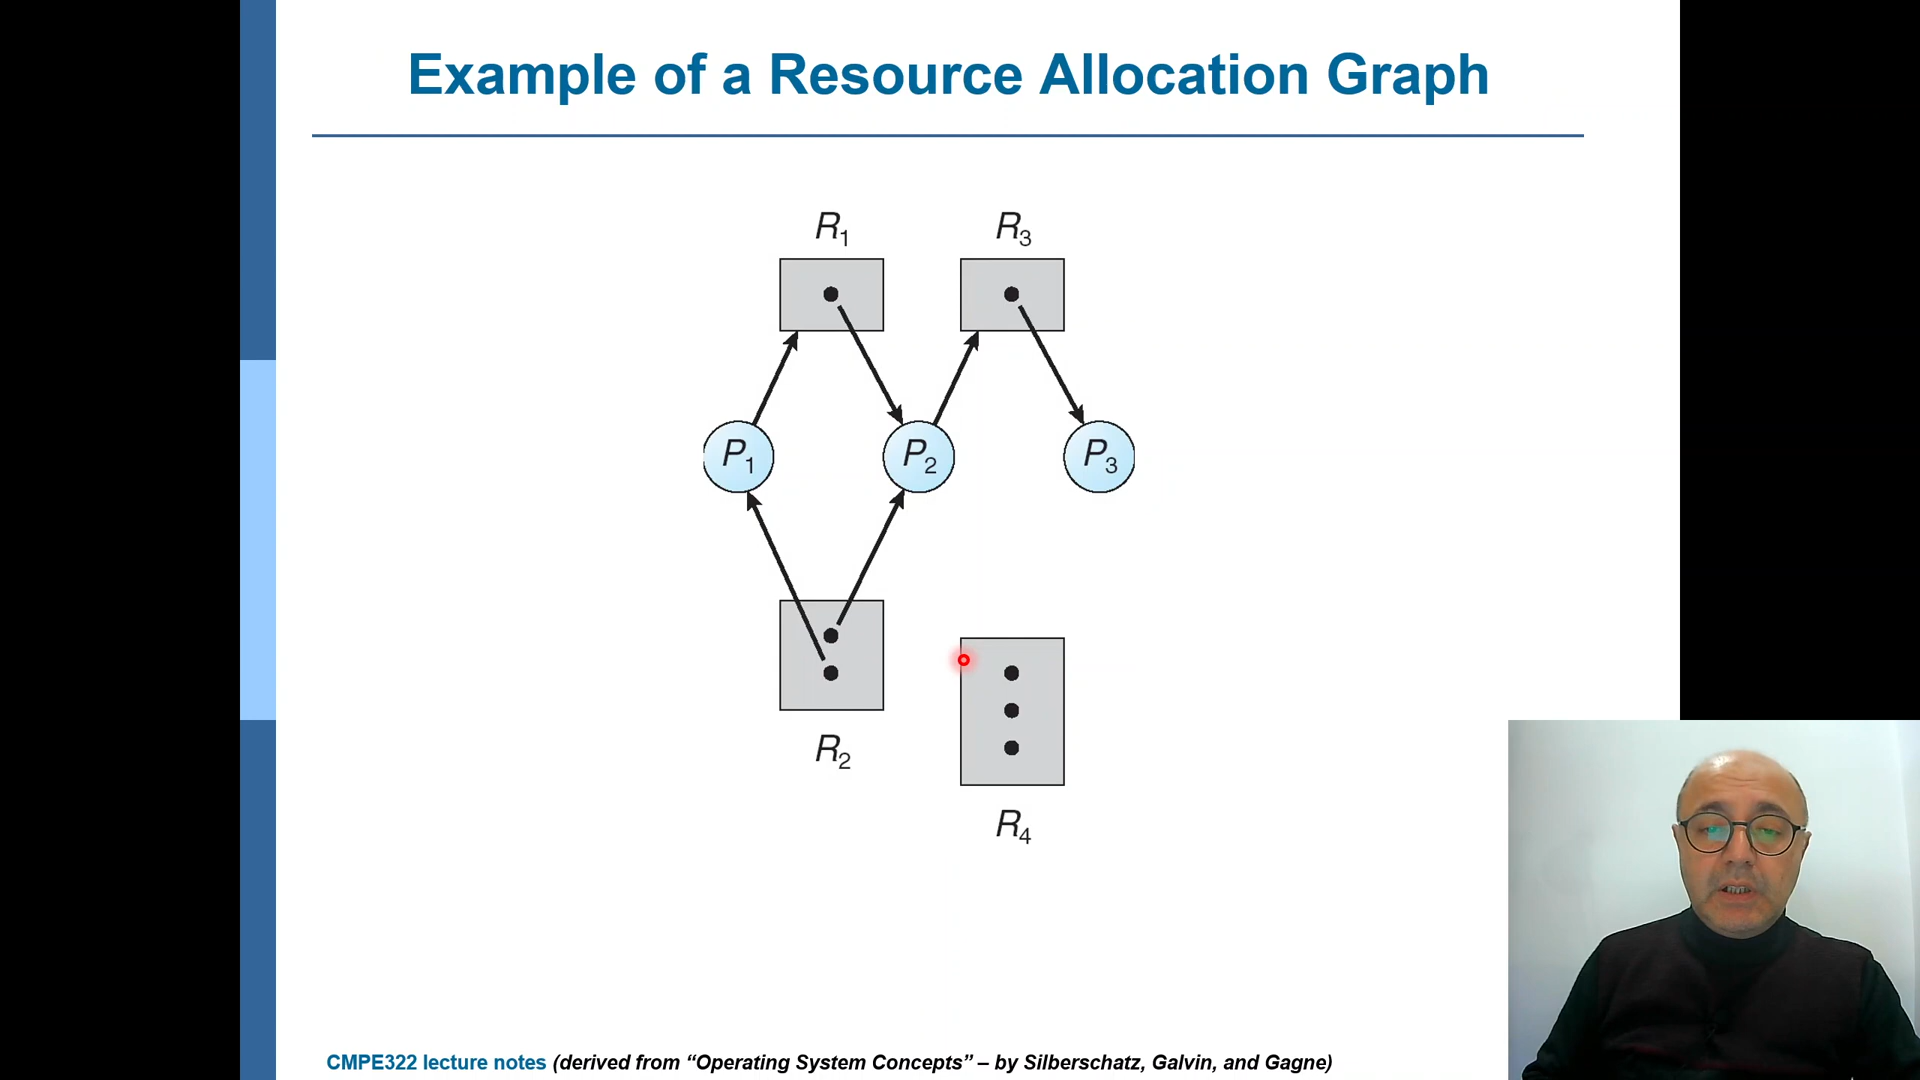 Example of a Resource Allocation Graph
R1 R3
P1 P2 P3
R2
R4
CMPE322 lecture notes (derived from “Operating System Concepts” – by Silberschatz, Galvin, and Gagne)